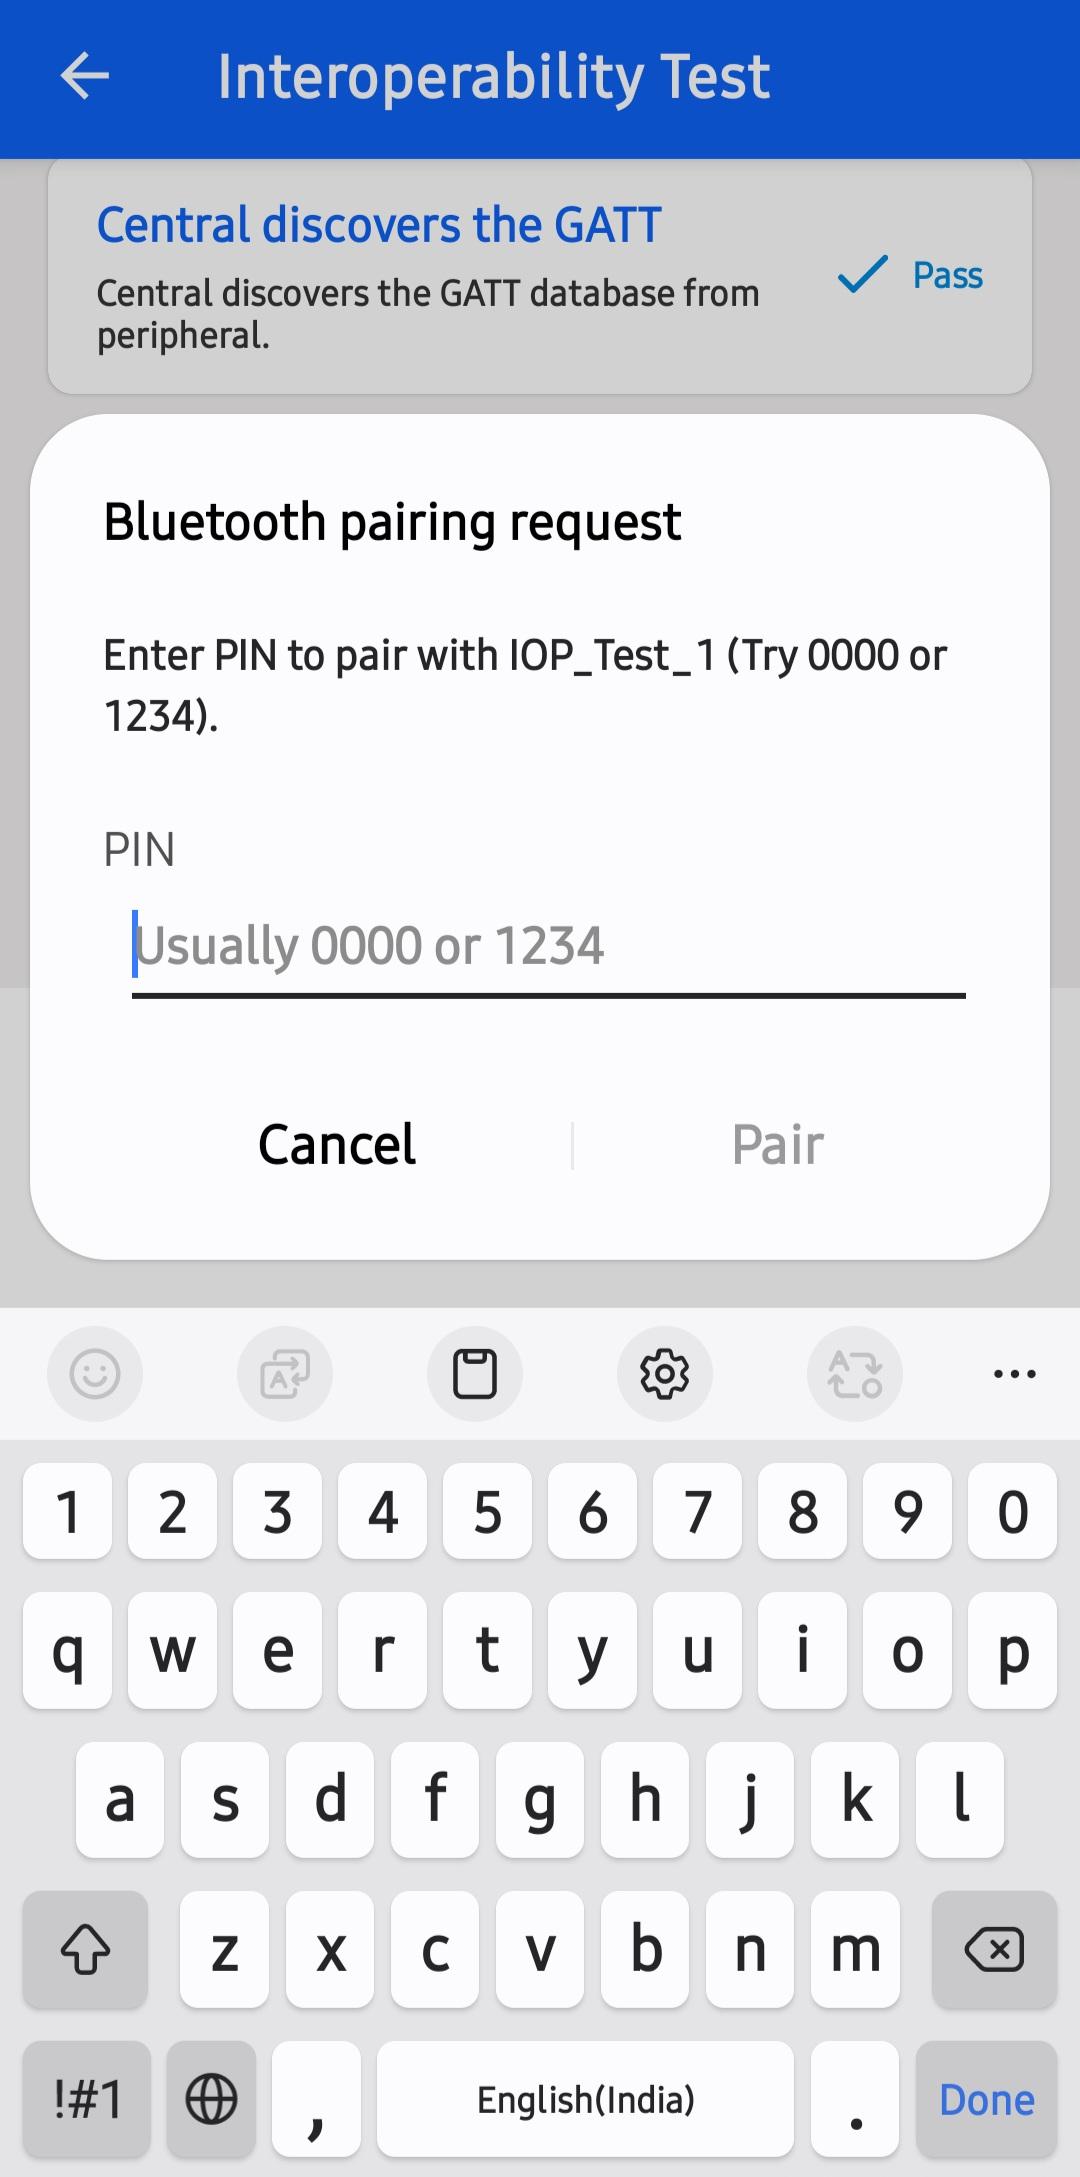 Interoperability Test
Central discovers the GATT
Central discovers the GATT database from
peripheral.
Pass
Bluetooth pairing request
Enter PIN to pair with IOP_Test_1 (Try 0000 or
1234).
PIN
Usually 0000 or 1234
Cancel
Pair
1 2 3 4 5 6 7 8 9 0
q w e r t y u i o p
a s d f g h j k l
z x c v b n m
!#1 , English(India) . Done